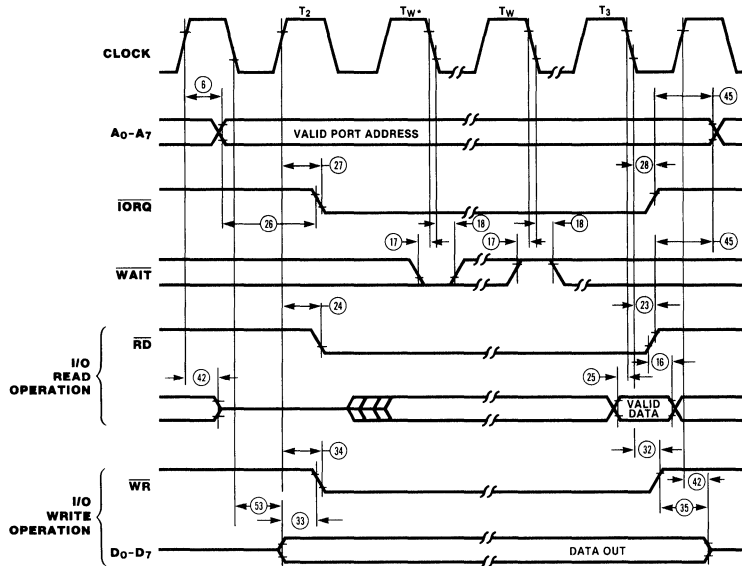 T2 TW* TW T3
CLOCK
6 45
A0-A7 VALID PORT ADDRESS
27 28
IORQ
26 18 18
17 17 45
WAIT
24 23
RD
I/O
READ
OPERATION
16
42 25
VALID
DATA
34 32
WR
I/O
WRITE
OPERATION
42
53 33 35
D0-D7 DATA OUT